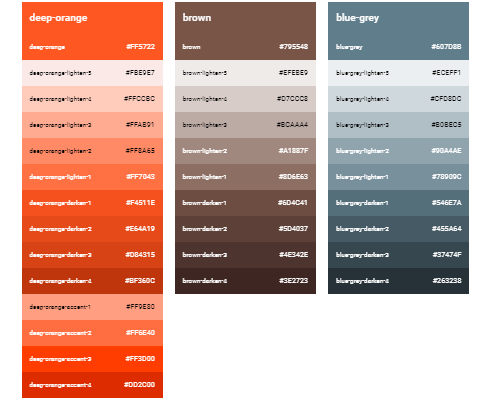 deep-orange
deep-orange #FF5722
deep-orange-lighten-5 #FBE9E7
deep-orange-lighten-4 #FFCCBC
deep-orange-lighten-3 #FFAB91
deep-orange-lighten-2 #FF8A65
deep-orange-lighten-1 #FF7043
deep-orange-darken-1 #F4511E
deep-orange-darken-2 #E64A19
deep-orange-darken-3 #D84315
deep-orange-darken-4 #BF360C
deep-orange-accent-1 #FF9E80
deep-orange-accent-2 #FF6E40
deep-orange-accent-3 #FF3D00
deep-orange-accent-4 #DD2C00
brown
brown #795548
brown-lighten-5 #EFEBE9
brown-lighten-4 #D7CCC8
brown-lighten-3 #BCAAA4
brown-lighten-2 #A1887F
brown-lighten-1 #8D6E63
brown-darken-1 #6D4C41
brown-darken-2 #5D4037
brown-darken-3 #4E342E
brown-darken-4 #3E2723
blue-grey
blue-grey #607D8B
blue-grey-lighten-5 #ECEFF1
blue-grey-lighten-4 #CFD8DC
blue-grey-lighten-3 #B0BEC5
blue-grey-lighten-2 #90A4AE
blue-grey-lighten-1 #78909C
blue-grey-darken-1 #546E7A
blue-grey-darken-2 #455A64
blue-grey-darken-3 #37474F
blue-grey-darken-4 #263238